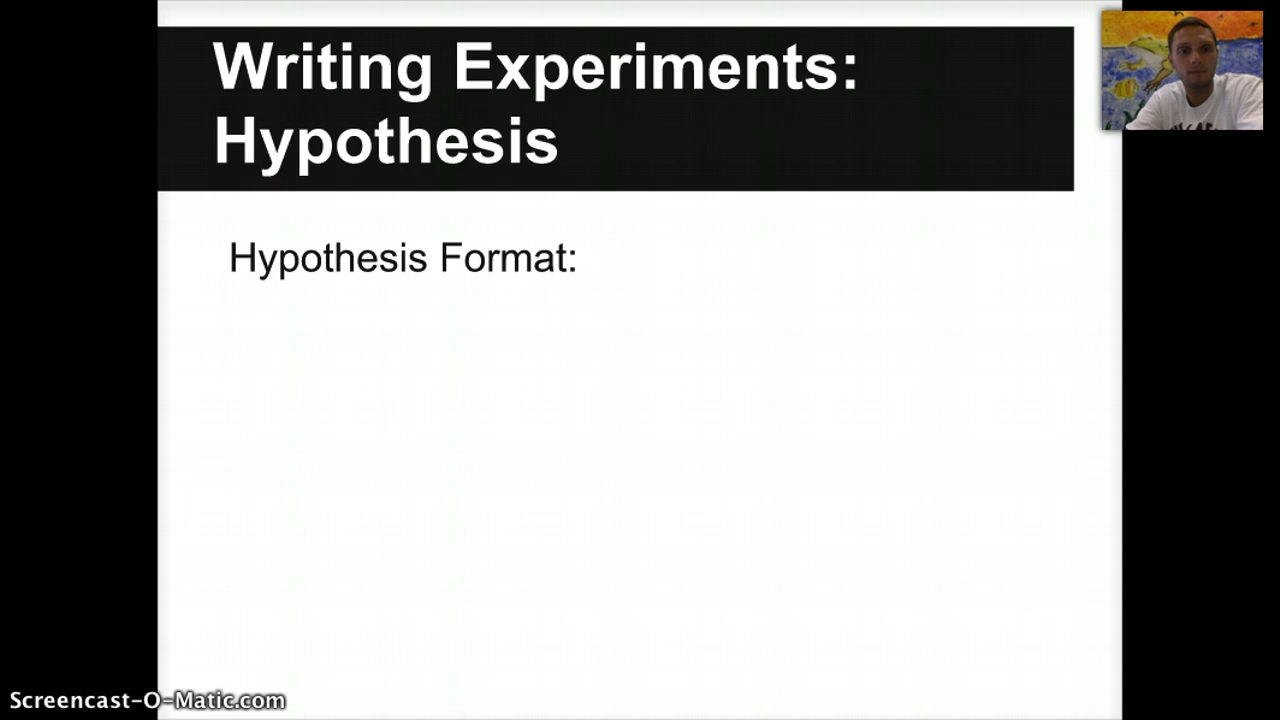 Writing Experiments:
Hypothesis
Hypothesis Format:
Screencast-O-Matic.com